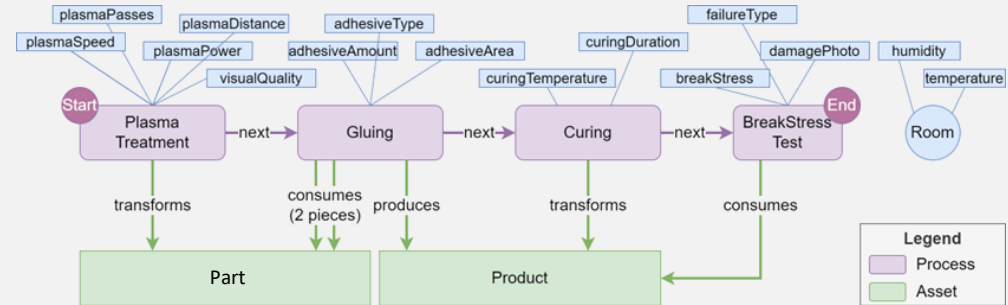 plasmaPasses
plasmaDistance
plasmaSpeed
plasmaPower
visualQuality
adhesiveType
adhesiveAmount
adhesiveArea
curingDuration
curingTemperature
failureType
damagePhoto
breakStress
humidity
temperature
Start
Plasma
Treatment
next
Gluing
next
Curing
next
BreakStress
Test
End
Room
transforms
consumes
(2 pieces)
produces
transforms
consumes
Part
Product
Legend
Process
Asset